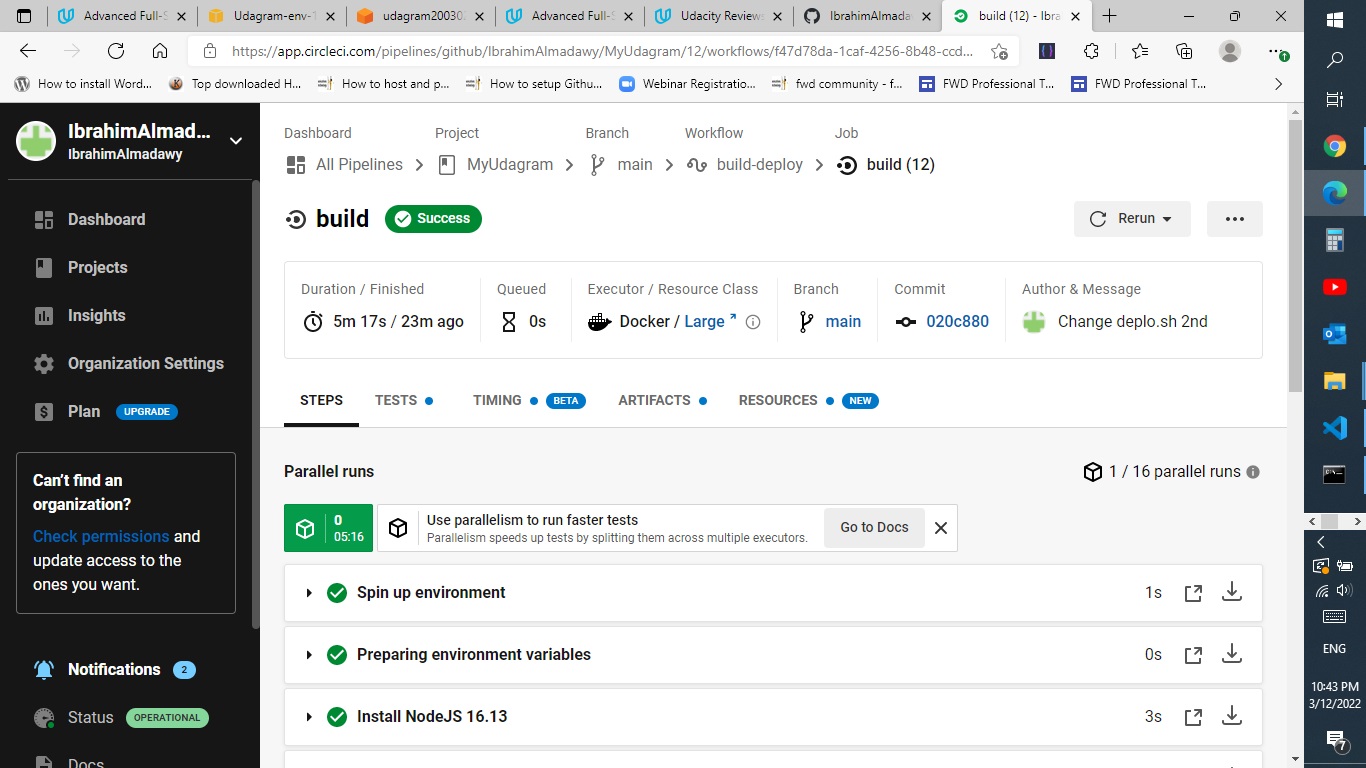 Advanced Full-S
Udagram-env-1
udagram20030
Advanced Full-S
Udacity Reviews
IbrahimAlmada
build (12) - Ibra
https://app.circleci.com/pipelines/github/IbrahimAlmadawy/MyUdagram/12/workflows/f47d78da-1caf-4256-8b48-ccd...
How to install Word...
Top downloaded H...
How to host and p...
How to setup Githu...
Webinar Registratio...
fwd community - f...
FWD Professional T...
FWD Professional T...
IbrahimAlmad...
IbrahimAlmadawy
Dashboard
Projects
Insights
Organization Settings
Plan UPGRADE
Can't find an
organization?
Check permissions and
update access to the
ones you want.
Notifications 2
Status OPERATIONAL
Docs
Dashboard Project Branch Workflow Job
All Pipelines MyUdagram main build-deploy build (12)
build Success
Rerun
Duration / Finished Queued Executor / Resource Class Branch Commit Author & Message
5m 17s / 23m ago 0s Docker / Large main 020c880 Change deplo.sh 2nd
STEPS TESTS TIMING BETA ARTIFACTS RESOURCES NEW
Parallel runs
1 / 16 parallel runs
0
05:16
Use parallelism to run faster tests
Parallelism speeds up tests by splitting them across multiple executors.
Go to Docs
Spin up environment 1s
Preparing environment variables 0s
Install NodeJS 16.13 3s
ENG
10:43 PM
3/12/2022
7